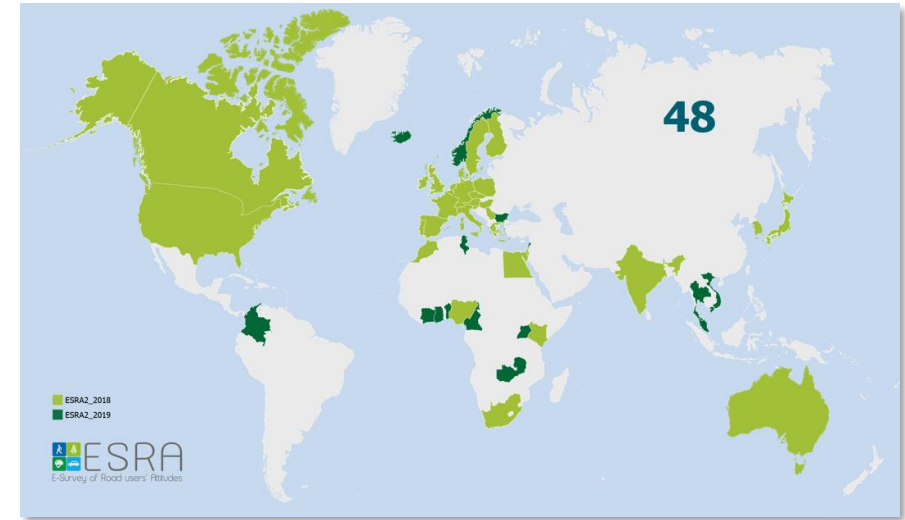 48
ESRA2_2018
ESRA2_2019
ESRA
E-Survey of Road users' Attitudes